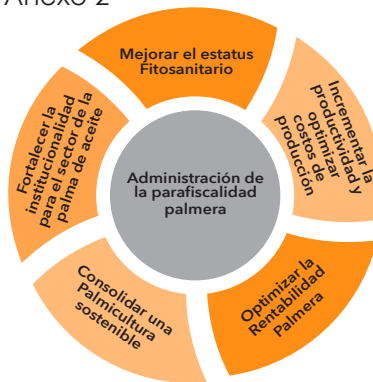 Anexo 2
Mejorar el estatus
Fitosanitario
Incrementar la
productividad y
optimizar
costos de
producción
Optimizar la
Rentabilidad
Palmera
Consolidar una
Palmicultura
sostenible
Fortalecer la
institucionalidad
para el sector de la
palma de aceite
Administración de
la parafiscalidad
palmera